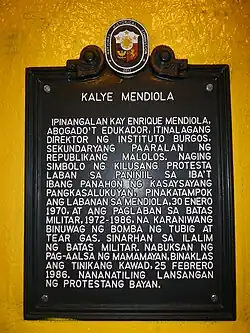 KALYE MENDIOLA
IPINANGALAN KAY ENRIQUE MENDIOLA,
ABOGADO'T EDUKADOR, ITINALAGANG
DIREKTOR NG INSTITUTO BURGOS,
SEKUNDARYANG PAARALAN NG
REPUBLIKANG MALOLOS. NAGING
SIMBOLO NG KILUSANG PROTESTA
LABAN SA PANINIIL SA IBA'T
IBANG PANAHON NG KASAYSAYANG
PANGKASALUKUYAN. PINAKATAMPOK
ANG LABANAN SA MENDIOLA, 30 ENERO
1970, AT ANG PAGLABAN SA BATAS
MILITAR, 1972-1986, NA KARANIWANG
BINUWAG NG BOMBA NG TUBIG AT
TEAR GAS. SINARHAN SA ILALIM
NG BATAS MILITAR. NABUKSAN NG
PAG-AALSA NG MAMAMAYAN, BINAKLAS
ANG TINIKANG KAWAD, 25 PEBRERO
1986. NANANATILING LANSANGAN
NG PROTESTANG BAYAN.